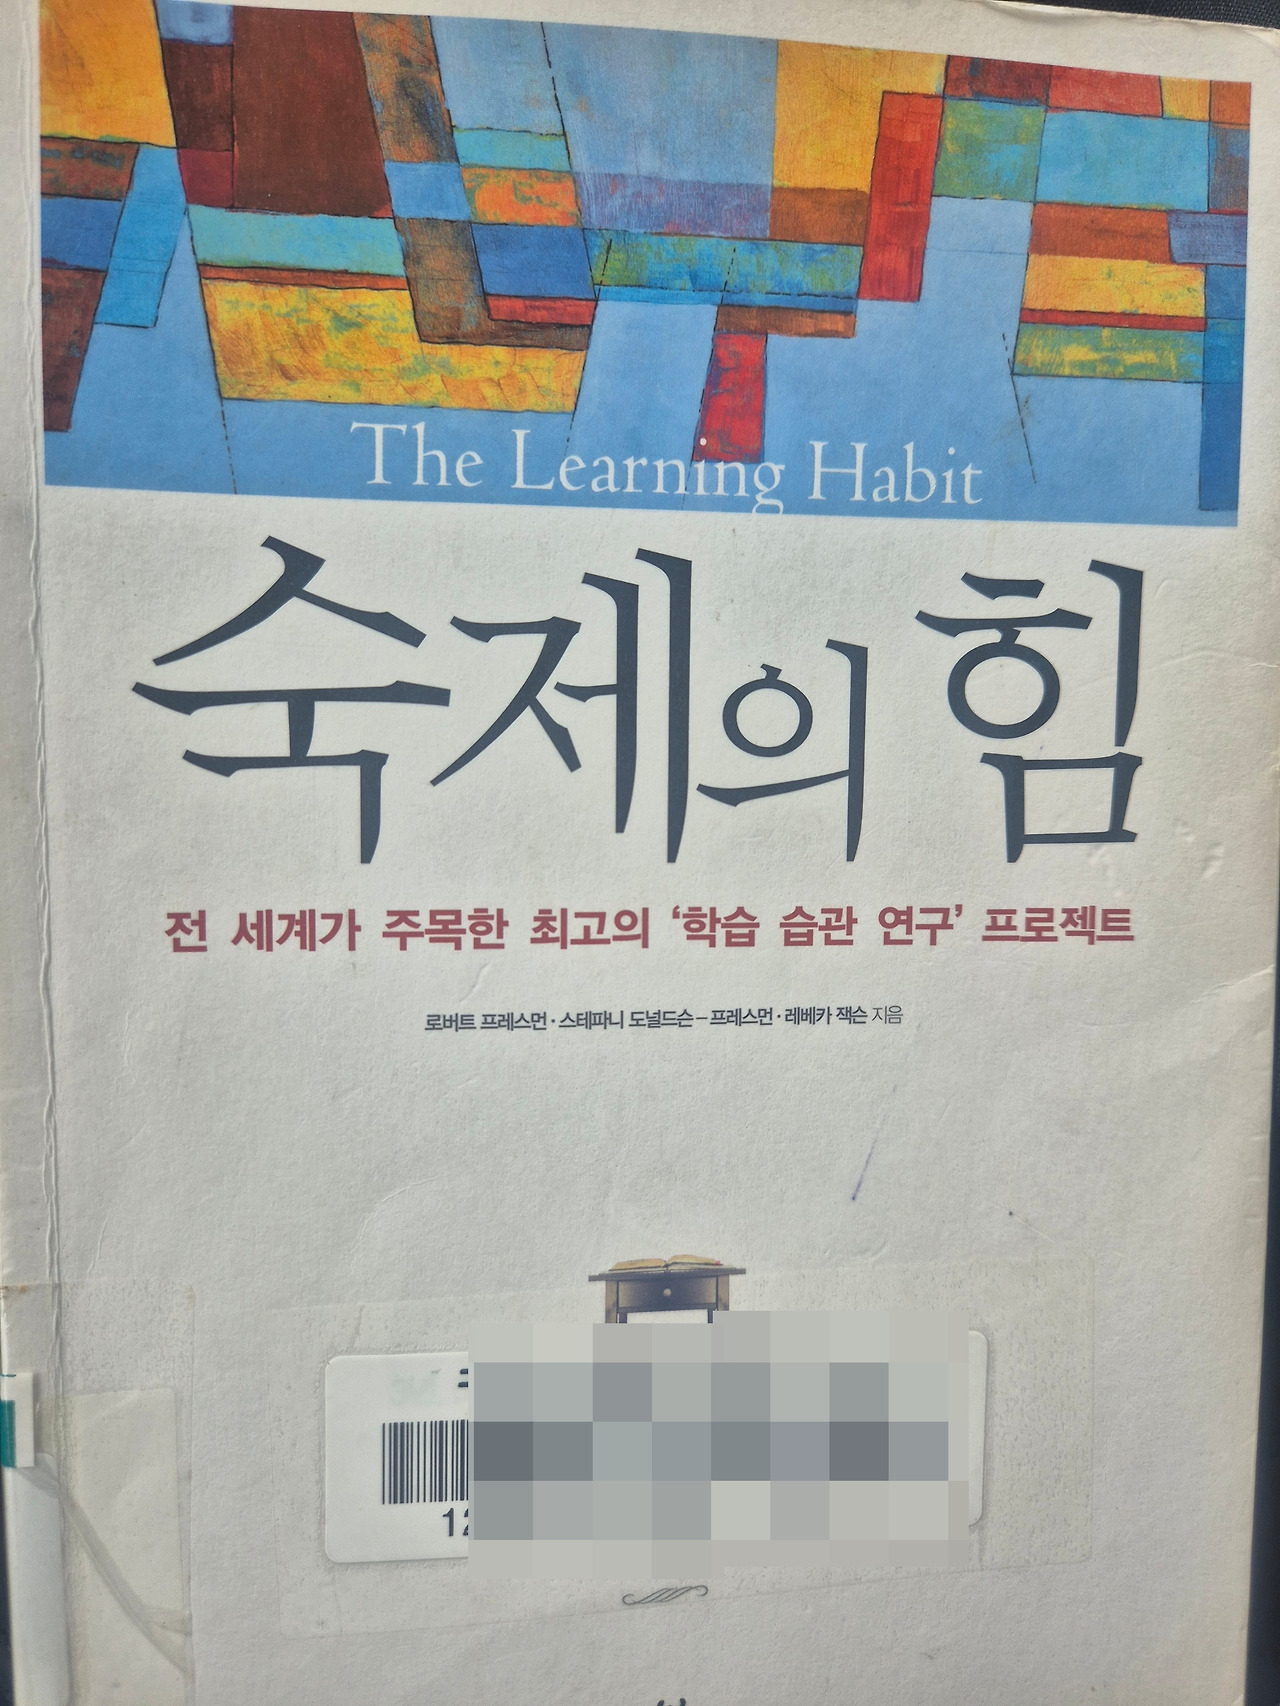 The Learning Habit
숙제의 힘
전 세계가 주목한 최고의 ‘학습 습관 연구’ 프로젝트
로버트 프레스먼·스테파니 도널드슨–프레스먼·레베카 잭슨 지음
12